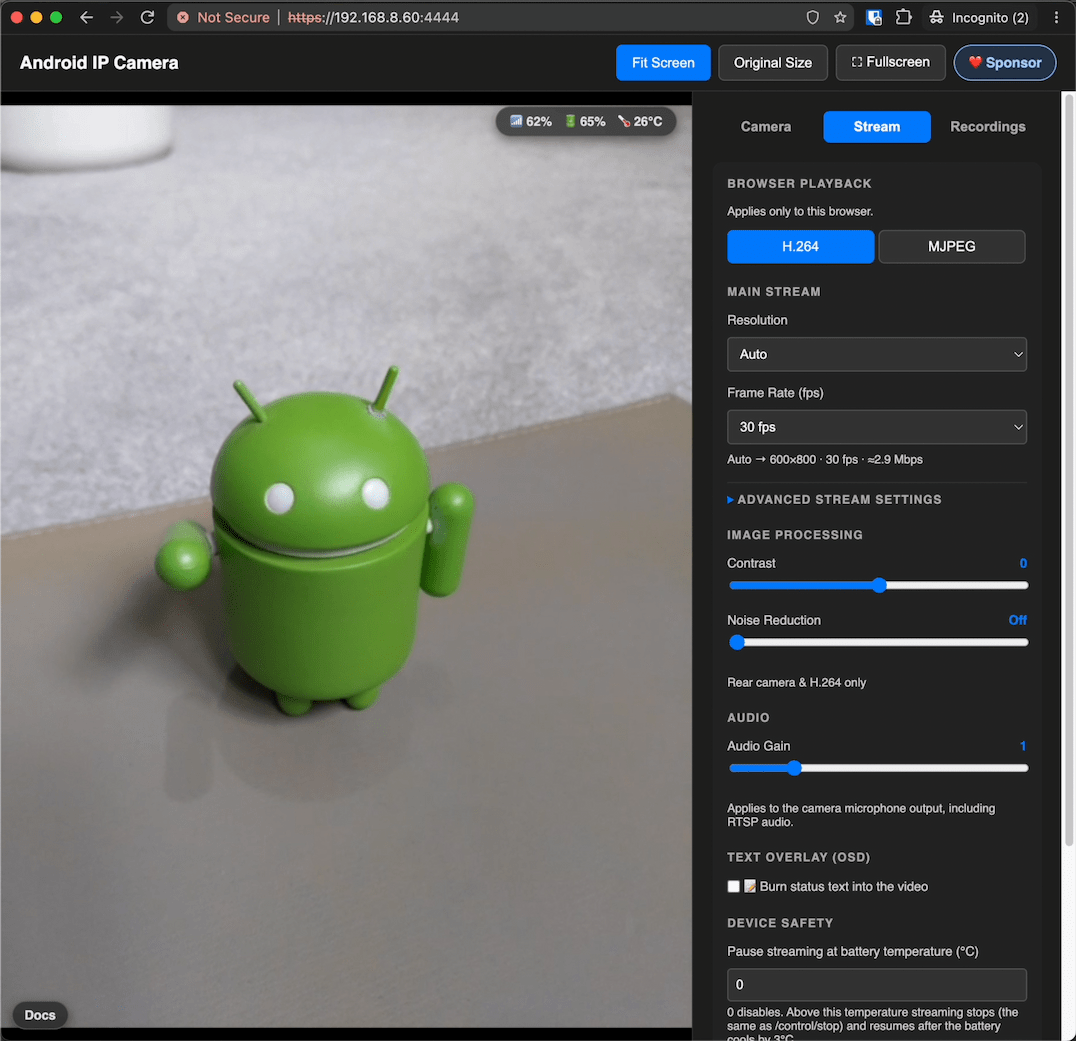 Not Secure https://192.168.8.60:4444 Incognito (2)
Android IP Camera
Fit Screen
Original Size
Fullscreen
Sponsor
62% 65% 26°C
Camera
Stream
Recordings
BROWSER PLAYBACK
Applies only to this browser.
H.264
MJPEG
MAIN STREAM
Resolution
Auto
Frame Rate (fps)
30 fps
Auto → 600×800 · 30 fps · ≈2.9 Mbps
ADVANCED STREAM SETTINGS
IMAGE PROCESSING
Contrast 0
Noise Reduction Off
Rear camera & H.264 only
AUDIO
Audio Gain 1
Applies to the camera microphone output, including
RTSP audio.
TEXT OVERLAY (OSD)
Burn status text into the video
DEVICE SAFETY
Pause streaming at battery temperature (°C)
0
0 disables. Above this temperature streaming stops (the
same as /control/stop) and resumes after the battery
cools by 3°C
Docs